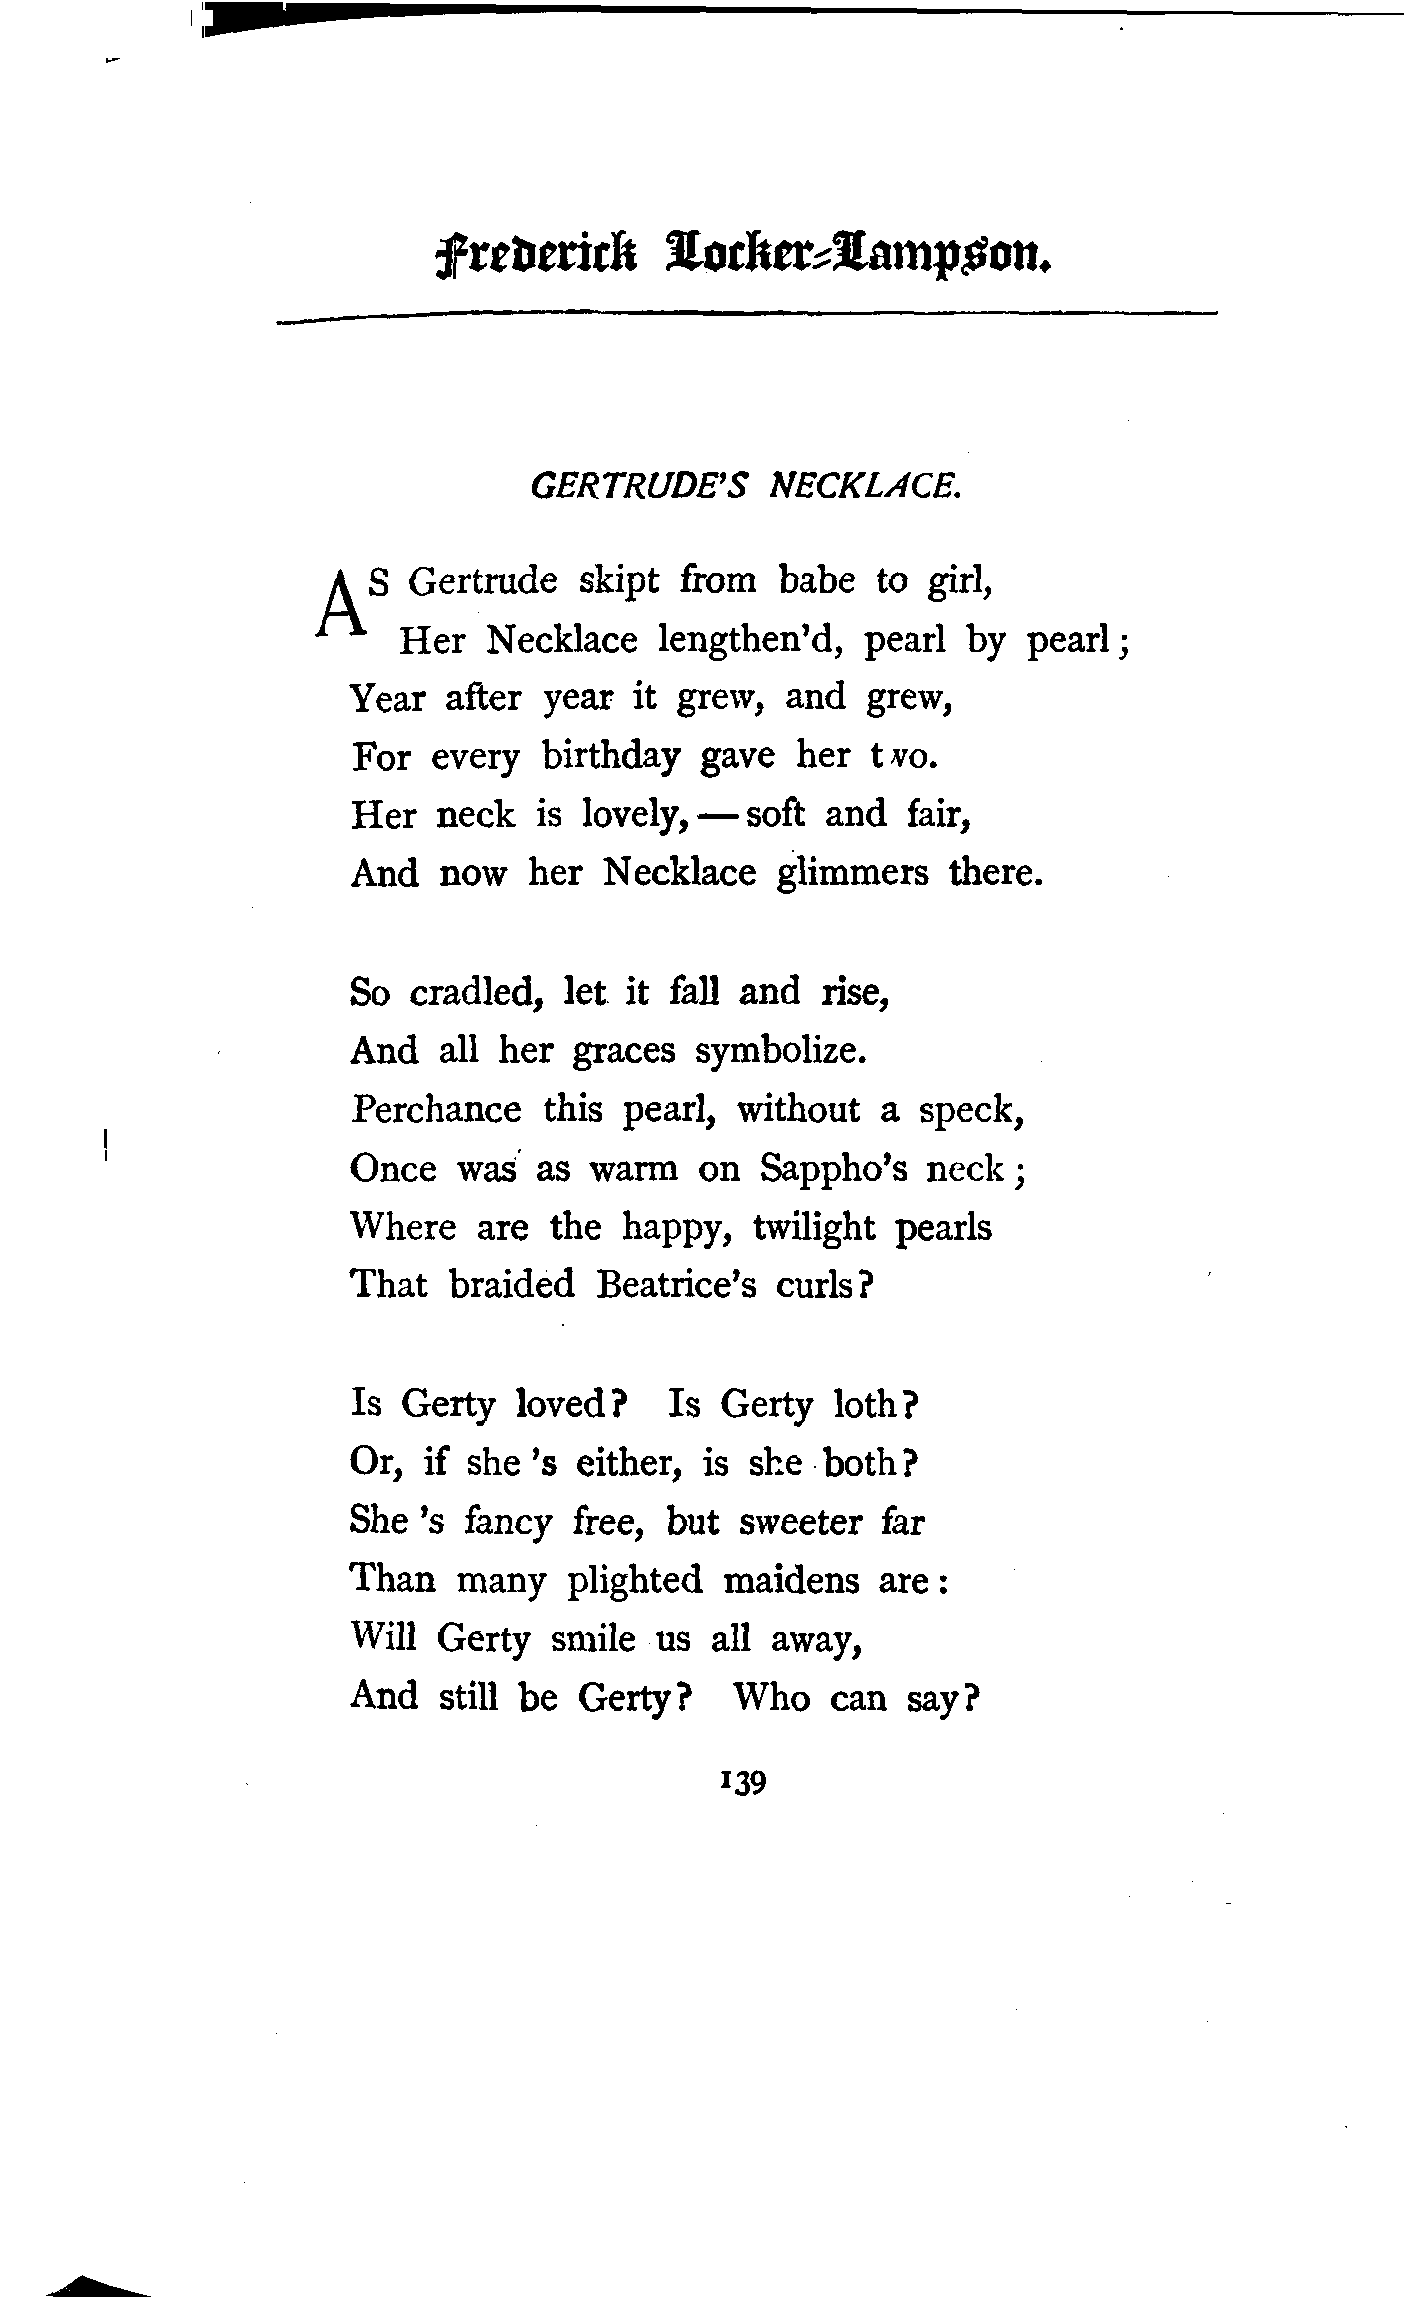 Frederick Locker-Lampson.
GERTRUDE'S NECKLACE.
AS Gertrude skipt from babe to girl,
Her Necklace lengthen'd, pearl by pearl;
Year after year it grew, and grew,
For every birthday gave her two.
Her neck is lovely,—soft and fair,
And now her Necklace glimmers there.

So cradled, let it fall and rise,
And all her graces symbolize.
Perchance this pearl, without a speck,
Once was as warm on Sappho's neck;
Where are the happy, twilight pearls
That braided Beatrice's curls?

Is Gerty loved? Is Gerty loth?
Or, if she 's either, is she both?
She 's fancy free, but sweeter far
Than many plighted maidens are:
Will Gerty smile us all away,
And still be Gerty? Who can say?
139